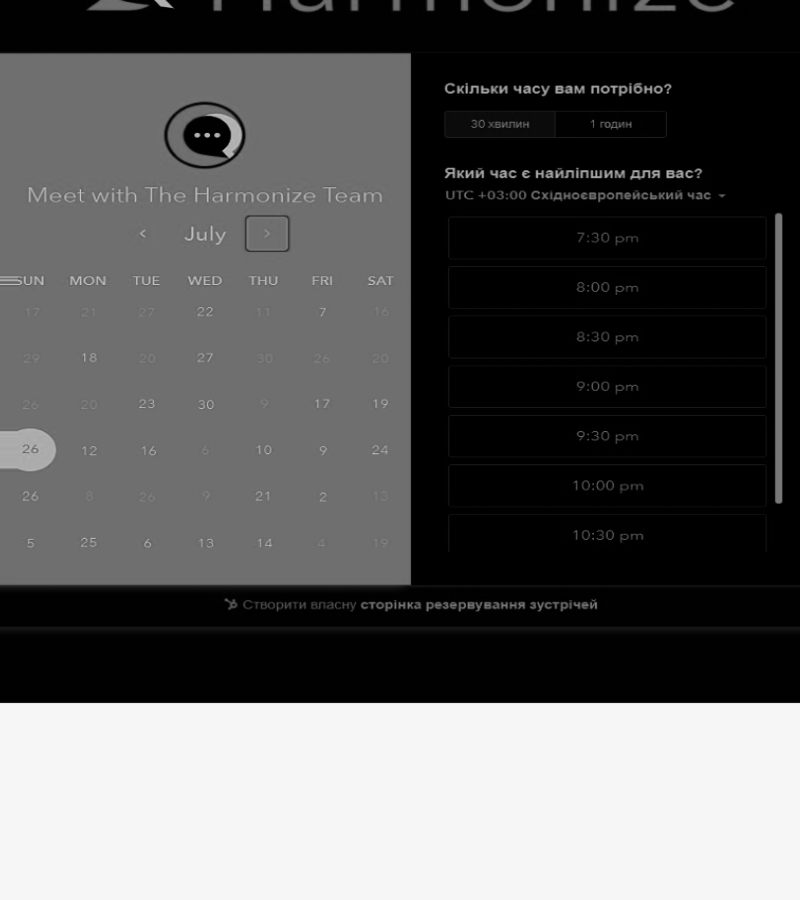 Harmonize
Meet with The Harmonize Team
July
SUN MON TUE WED THU FRI SAT
17 21 27 22 11 7 16
29 18 20 27 30 26 20
26 20 23 30 9 17 19
26 12 16 6 10 9 24
26 8 26 9 21 2 13
5 25 6 13 14 4 19
Скільки часу вам потрібно?
30 хвилин 1 годин
Який час є найліпшим для вас?
UTC +03:00 Східноєвропейський час
7:30 pm
8:00 pm
8:30 pm
9:00 pm
9:30 pm
10:00 pm
10:30 pm
Створити власну сторінка резервування зустрічей